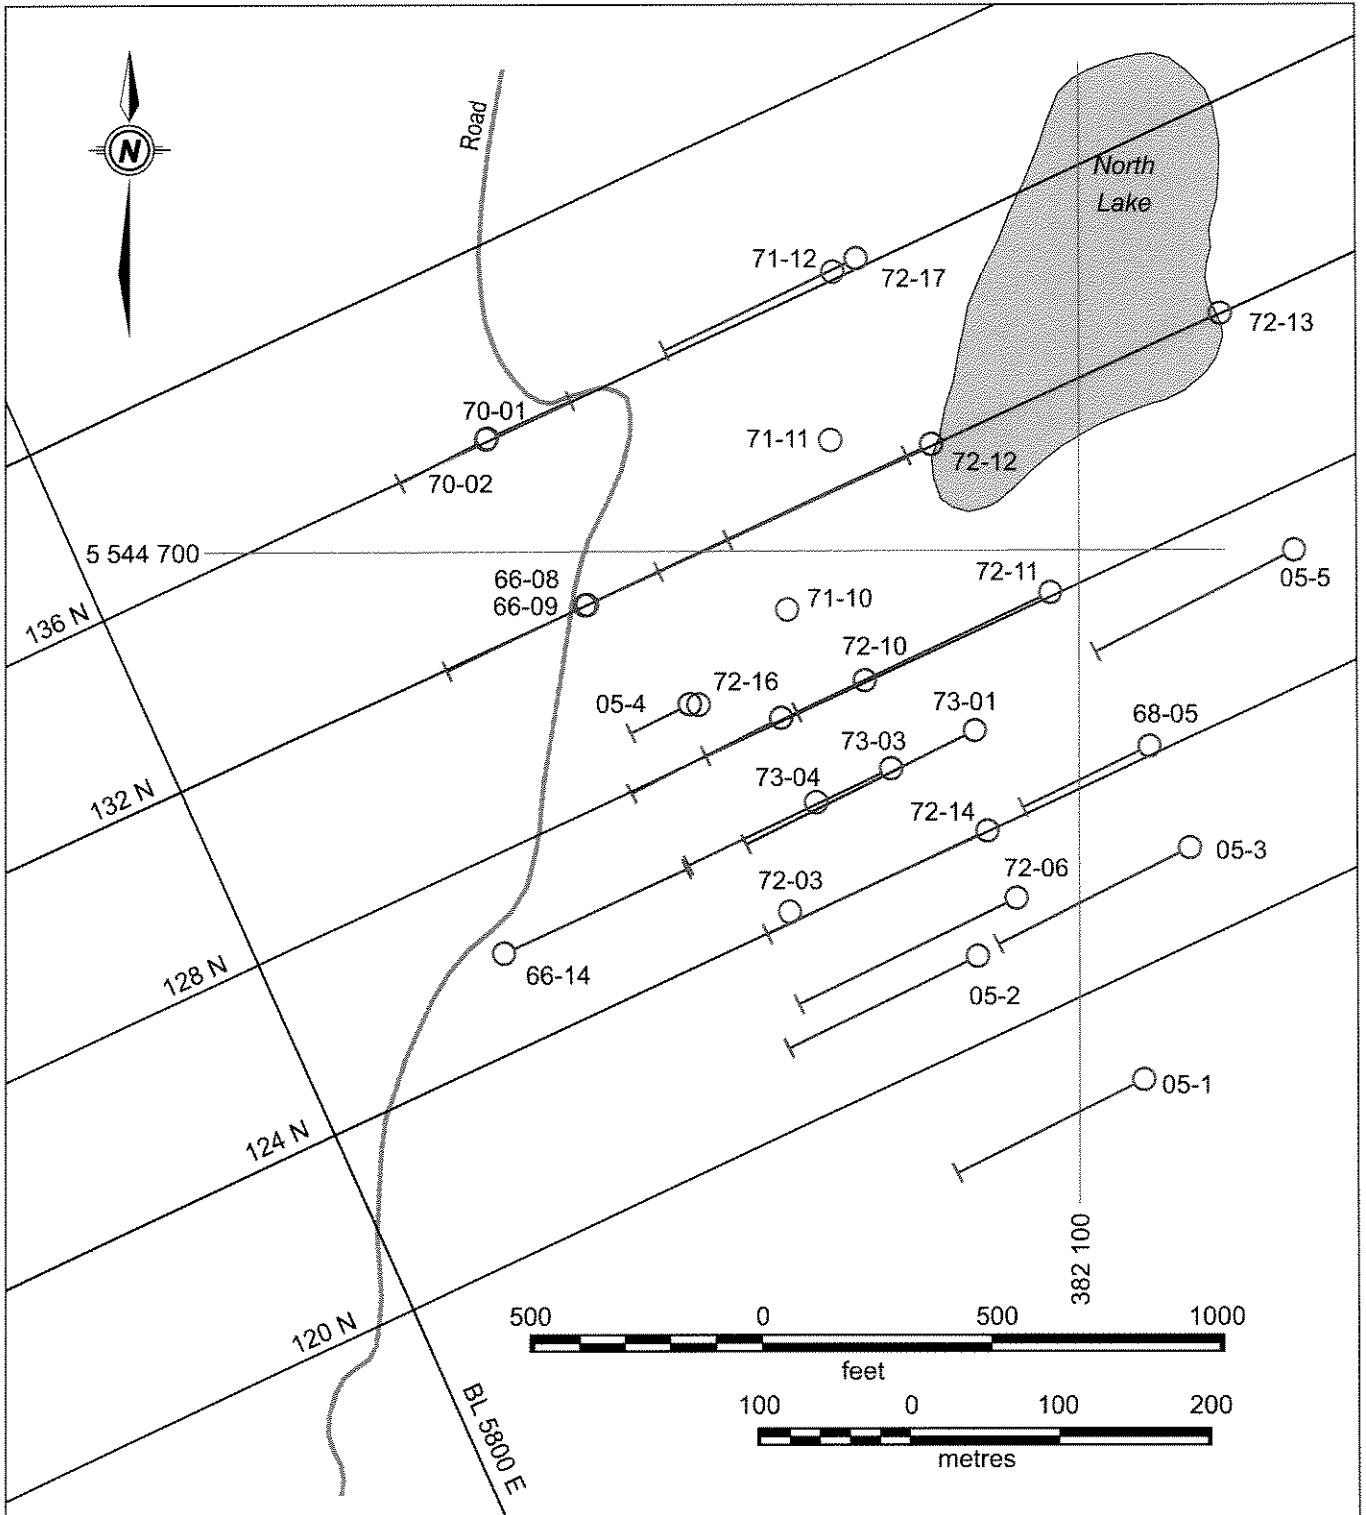 Road
N
North
Lake
71-12
72-17
72-13
70-01
71-11
72-12
70-02
5 544 700
66-08
66-09
72-11
05-5
136 N
71-10
72-10
72-16
05-4
73-01
68-05
73-03
132 N
73-04
72-14
05-3
72-06
72-03
128 N
66-14
05-2
05-1
124 N
382 100
120 N
BL 5800 E
500 0 500 1000
feet
100 0 100 200
metres